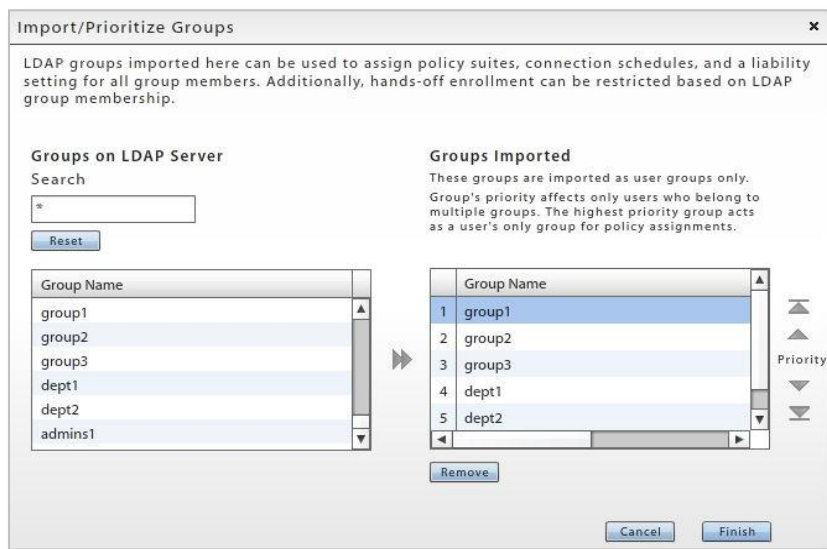 Import/Prioritize Groups
LDAP groups imported here can be used to assign policy suites, connection schedules, and a liability
setting for all group members. Additionally, hands-off enrollment can be restricted based on LDAP
group membership.
Groups on LDAP Server
Search
*
Reset
Group Name
group1
group2
group3
dept1
dept2
admins1
Groups Imported
These groups are imported as user groups only.
Group's priority affects only users who belong to
multiple groups. The highest priority group acts
as a user's only group for policy assignments.
Group Name
1 group1
2 group2
3 group3
4 dept1
5 dept2
Priority
Remove
Cancel Finish